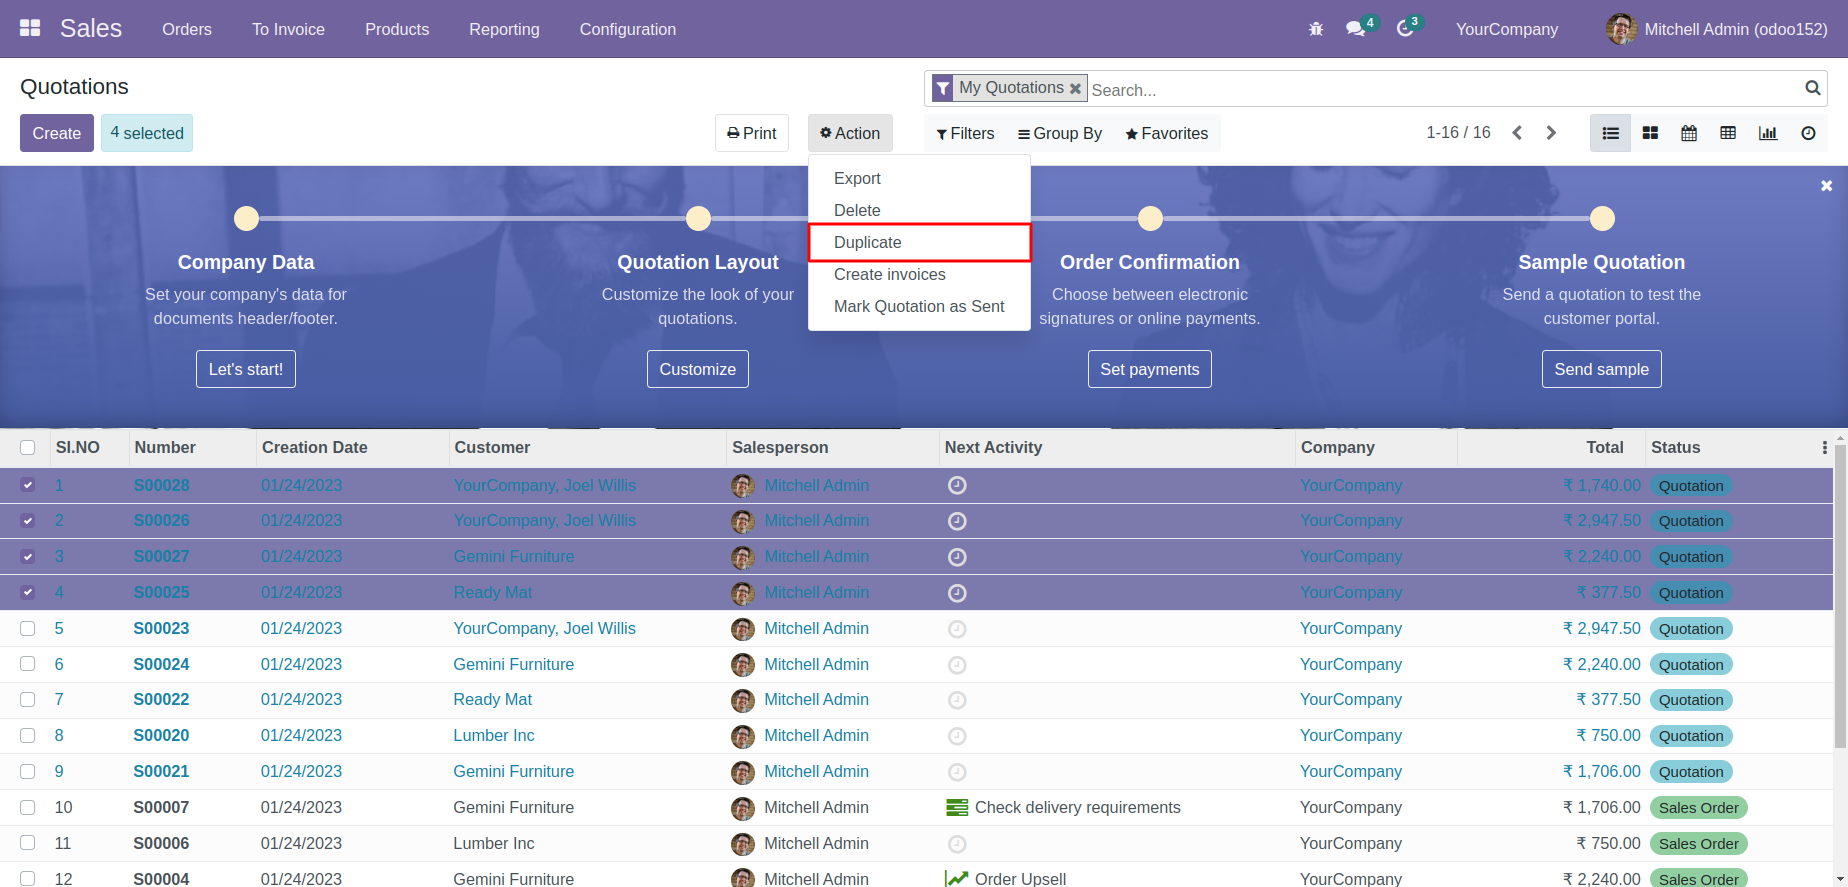 Sales Orders To Invoice Products Reporting Configuration 4 3 YourCompany Mitchell Admin (odoo152)
Quotations
My Quotations Search...
Create 4 selected Print Action Filters Group By Favorites 1-16 / 16
Export
Delete
Duplicate
Create invoices
Mark Quotation as Sent
Company Data
Set your company's data for
documents header/footer.
Let's start!
Quotation Layout
Customize the look of your
quotations.
Customize
Order Confirmation
Choose between electronic
signatures or online payments.
Set payments
Sample Quotation
Send a quotation to test the
customer portal.
Send sample
SI.NO Number Creation Date Customer Salesperson Next Activity Company Total Status
1 S00028 01/24/2023 YourCompany, Joel Willis Mitchell Admin YourCompany ₹ 1,740.00 Quotation
2 S00026 01/24/2023 YourCompany, Joel Willis Mitchell Admin YourCompany ₹ 2,947.50 Quotation
3 S00027 01/24/2023 Gemini Furniture Mitchell Admin YourCompany ₹ 2,240.00 Quotation
4 S00025 01/24/2023 Ready Mat Mitchell Admin YourCompany ₹ 377.50 Quotation
5 S00023 01/24/2023 YourCompany, Joel Willis Mitchell Admin YourCompany ₹ 2,947.50 Quotation
6 S00024 01/24/2023 Gemini Furniture Mitchell Admin YourCompany ₹ 2,240.00 Quotation
7 S00022 01/24/2023 Ready Mat Mitchell Admin YourCompany ₹ 377.50 Quotation
8 S00020 01/24/2023 Lumber Inc Mitchell Admin YourCompany ₹ 750.00 Quotation
9 S00021 01/24/2023 Gemini Furniture Mitchell Admin YourCompany ₹ 1,706.00 Quotation
10 S00007 01/24/2023 Gemini Furniture Mitchell Admin Check delivery requirements YourCompany ₹ 1,706.00 Sales Order
11 S00006 01/24/2023 Lumber Inc Mitchell Admin YourCompany ₹ 750.00 Sales Order
12 S00004 01/24/2023 Gemini Furniture Mitchell Admin Order Upsell YourCompany ₹ 2,240.00 Sales Order